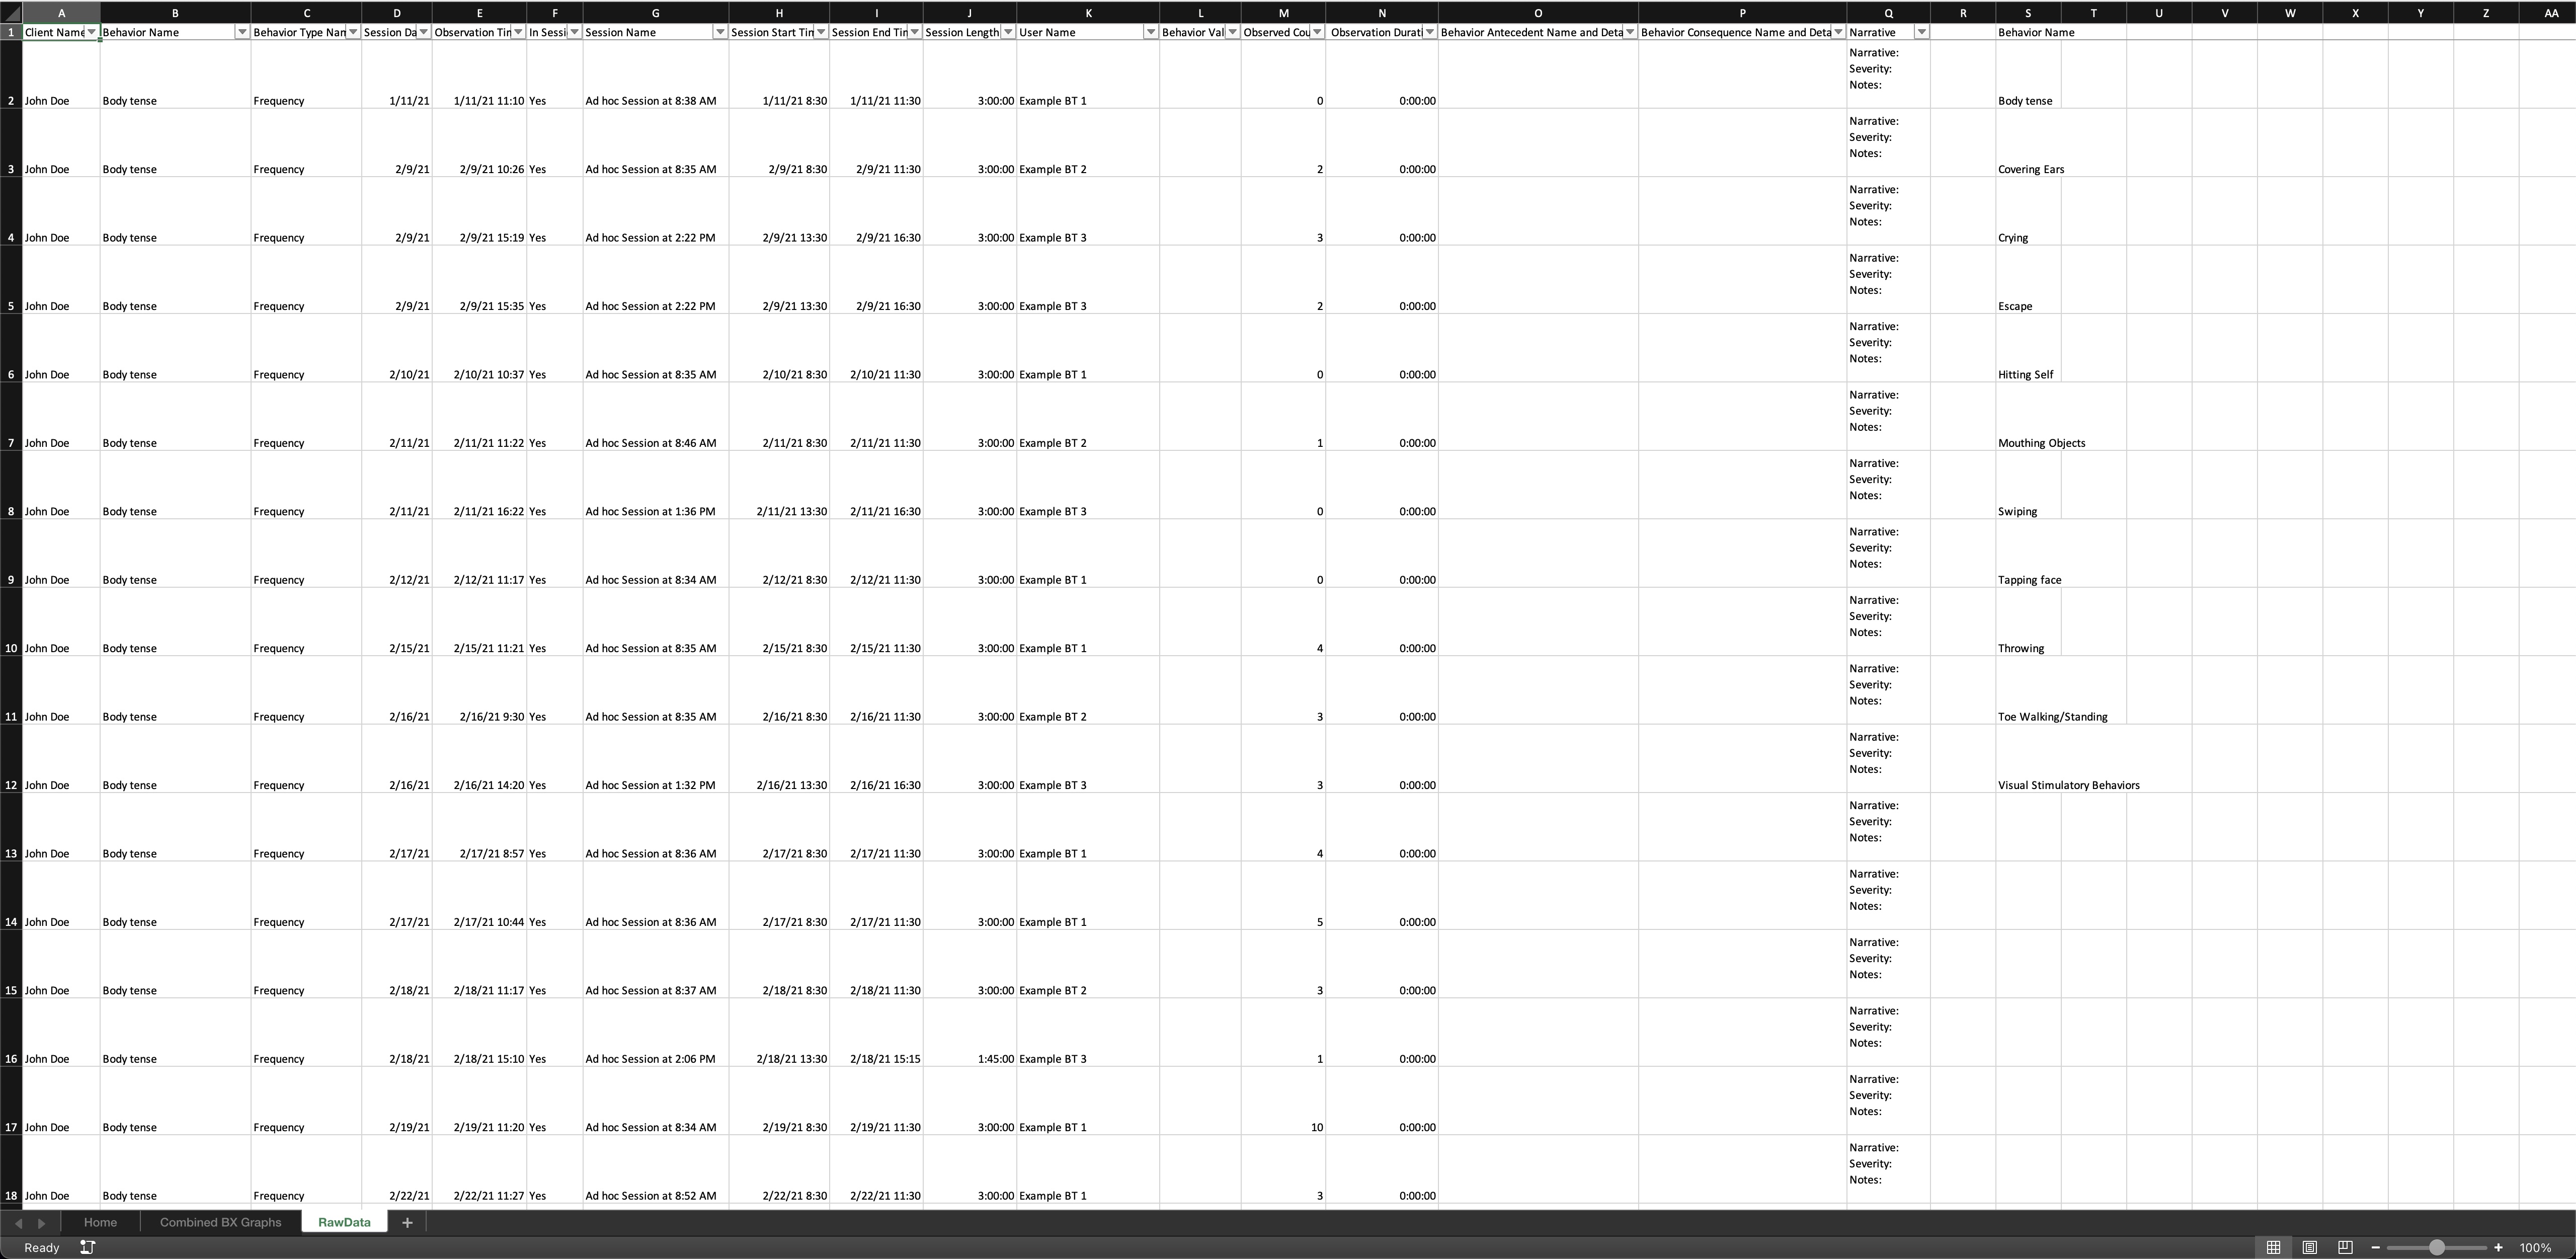 A B C D E F G H I J K L M N O P Q R S T U V W X Y Z AA
1 Client Name Behavior Name Behavior Type Nan Session Da Observation Tin In Sessi Session Name Session Start Tin Session End Tin Session Length User Name Behavior Val Observed Cou Observation Durati Behavior Antecedent Name and Deta Behavior Consequence Name and Deta Narrative Behavior Name
Narrative:
Severity:
Notes:
2 John Doe Body tense Frequency 1/11/21 1/11/21 11:10 Yes Ad hoc Session at 8:38 AM 1/11/21 8:30 1/11/21 11:30 3:00:00 Example BT 1 0 0:00:00 Body tense
Narrative:
Severity:
Notes:
3 John Doe Body tense Frequency 2/9/21 2/9/21 10:26 Yes Ad hoc Session at 8:35 AM 2/9/21 8:30 2/9/21 11:30 3:00:00 Example BT 2 2 0:00:00 Covering Ears
Narrative:
Severity:
Notes:
4 John Doe Body tense Frequency 2/9/21 2/9/21 15:19 Yes Ad hoc Session at 2:22 PM 2/9/21 13:30 2/9/21 16:30 3:00:00 Example BT 3 3 0:00:00 Crying
Narrative:
Severity:
Notes:
5 John Doe Body tense Frequency 2/9/21 2/9/21 15:35 Yes Ad hoc Session at 2:22 PM 2/9/21 13:30 2/9/21 16:30 3:00:00 Example BT 3 2 0:00:00 Escape
Narrative:
Severity:
Notes:
6 John Doe Body tense Frequency 2/10/21 2/10/21 10:37 Yes Ad hoc Session at 8:35 AM 2/10/21 8:30 2/10/21 11:30 3:00:00 Example BT 1 0 0:00:00 Hitting Self
Narrative:
Severity:
Notes:
7 John Doe Body tense Frequency 2/11/21 2/11/21 11:22 Yes Ad hoc Session at 8:46 AM 2/11/21 8:30 2/11/21 11:30 3:00:00 Example BT 2 1 0:00:00 Mouthing Objects
Narrative:
Severity:
Notes:
8 John Doe Body tense Frequency 2/11/21 2/11/21 16:22 Yes Ad hoc Session at 1:36 PM 2/11/21 13:30 2/11/21 16:30 3:00:00 Example BT 3 0 0:00:00 Swiping
Narrative:
Severity:
Notes:
9 John Doe Body tense Frequency 2/12/21 2/12/21 11:17 Yes Ad hoc Session at 8:34 AM 2/12/21 8:30 2/12/21 11:30 3:00:00 Example BT 1 0 0:00:00 Tapping face
Narrative:
Severity:
Notes:
10 John Doe Body tense Frequency 2/15/21 2/15/21 11:21 Yes Ad hoc Session at 8:35 AM 2/15/21 8:30 2/15/21 11:30 3:00:00 Example BT 1 4 0:00:00 Throwing
Narrative:
Severity:
Notes:
11 John Doe Body tense Frequency 2/16/21 2/16/21 9:30 Yes Ad hoc Session at 8:35 AM 2/16/21 8:30 2/16/21 11:30 3:00:00 Example BT 2 3 0:00:00 Toe Walking/Standing
Narrative:
Severity:
Notes:
12 John Doe Body tense Frequency 2/16/21 2/16/21 14:20 Yes Ad hoc Session at 1:32 PM 2/16/21 13:30 2/16/21 16:30 3:00:00 Example BT 3 3 0:00:00 Visual Stimulatory Behaviors
Narrative:
Severity:
Notes:
13 John Doe Body tense Frequency 2/17/21 2/17/21 8:57 Yes Ad hoc Session at 8:36 AM 2/17/21 8:30 2/17/21 11:30 3:00:00 Example BT 1 4 0:00:00
Narrative:
Severity:
Notes:
14 John Doe Body tense Frequency 2/17/21 2/17/21 10:44 Yes Ad hoc Session at 8:36 AM 2/17/21 8:30 2/17/21 11:30 3:00:00 Example BT 1 5 0:00:00
Narrative:
Severity:
Notes:
15 John Doe Body tense Frequency 2/18/21 2/18/21 11:17 Yes Ad hoc Session at 8:37 AM 2/18/21 8:30 2/18/21 11:30 3:00:00 Example BT 2 3 0:00:00
Narrative:
Severity:
Notes:
16 John Doe Body tense Frequency 2/18/21 2/18/21 15:10 Yes Ad hoc Session at 2:06 PM 2/18/21 13:30 2/18/21 15:15 1:45:00 Example BT 3 1 0:00:00
Narrative:
Severity:
Notes:
17 John Doe Body tense Frequency 2/19/21 2/19/21 11:20 Yes Ad hoc Session at 8:34 AM 2/19/21 8:30 2/19/21 11:30 3:00:00 Example BT 1 10 0:00:00
Narrative:
Severity:
Notes:
18 John Doe Body tense Frequency 2/22/21 2/22/21 11:27 Yes Ad hoc Session at 8:52 AM 2/22/21 8:30 2/22/21 11:30 3:00:00 Example BT 1 3 0:00:00
Home Combined BX Graphs RawData +
Ready 100%